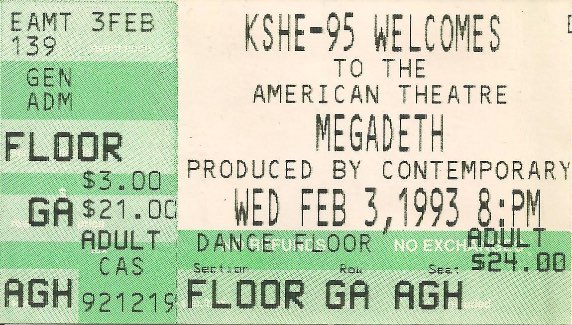 EAMT 3FEB
139
GEN
ADM
FLOOR
$3.00
GA $21.00
ADULT
CAS
AGH 921219
KSHE-95 WELCOMES
TO THE
AMERICAN THEATRE
MEGADETH
PRODUCED BY CONTEMPORARY
WED FEB 3,1993 8:PM
DANCE FLOOR ADULT
REFUNDS NO EXCHA
Section Row Seat $24.00
FLOOR GA AGH